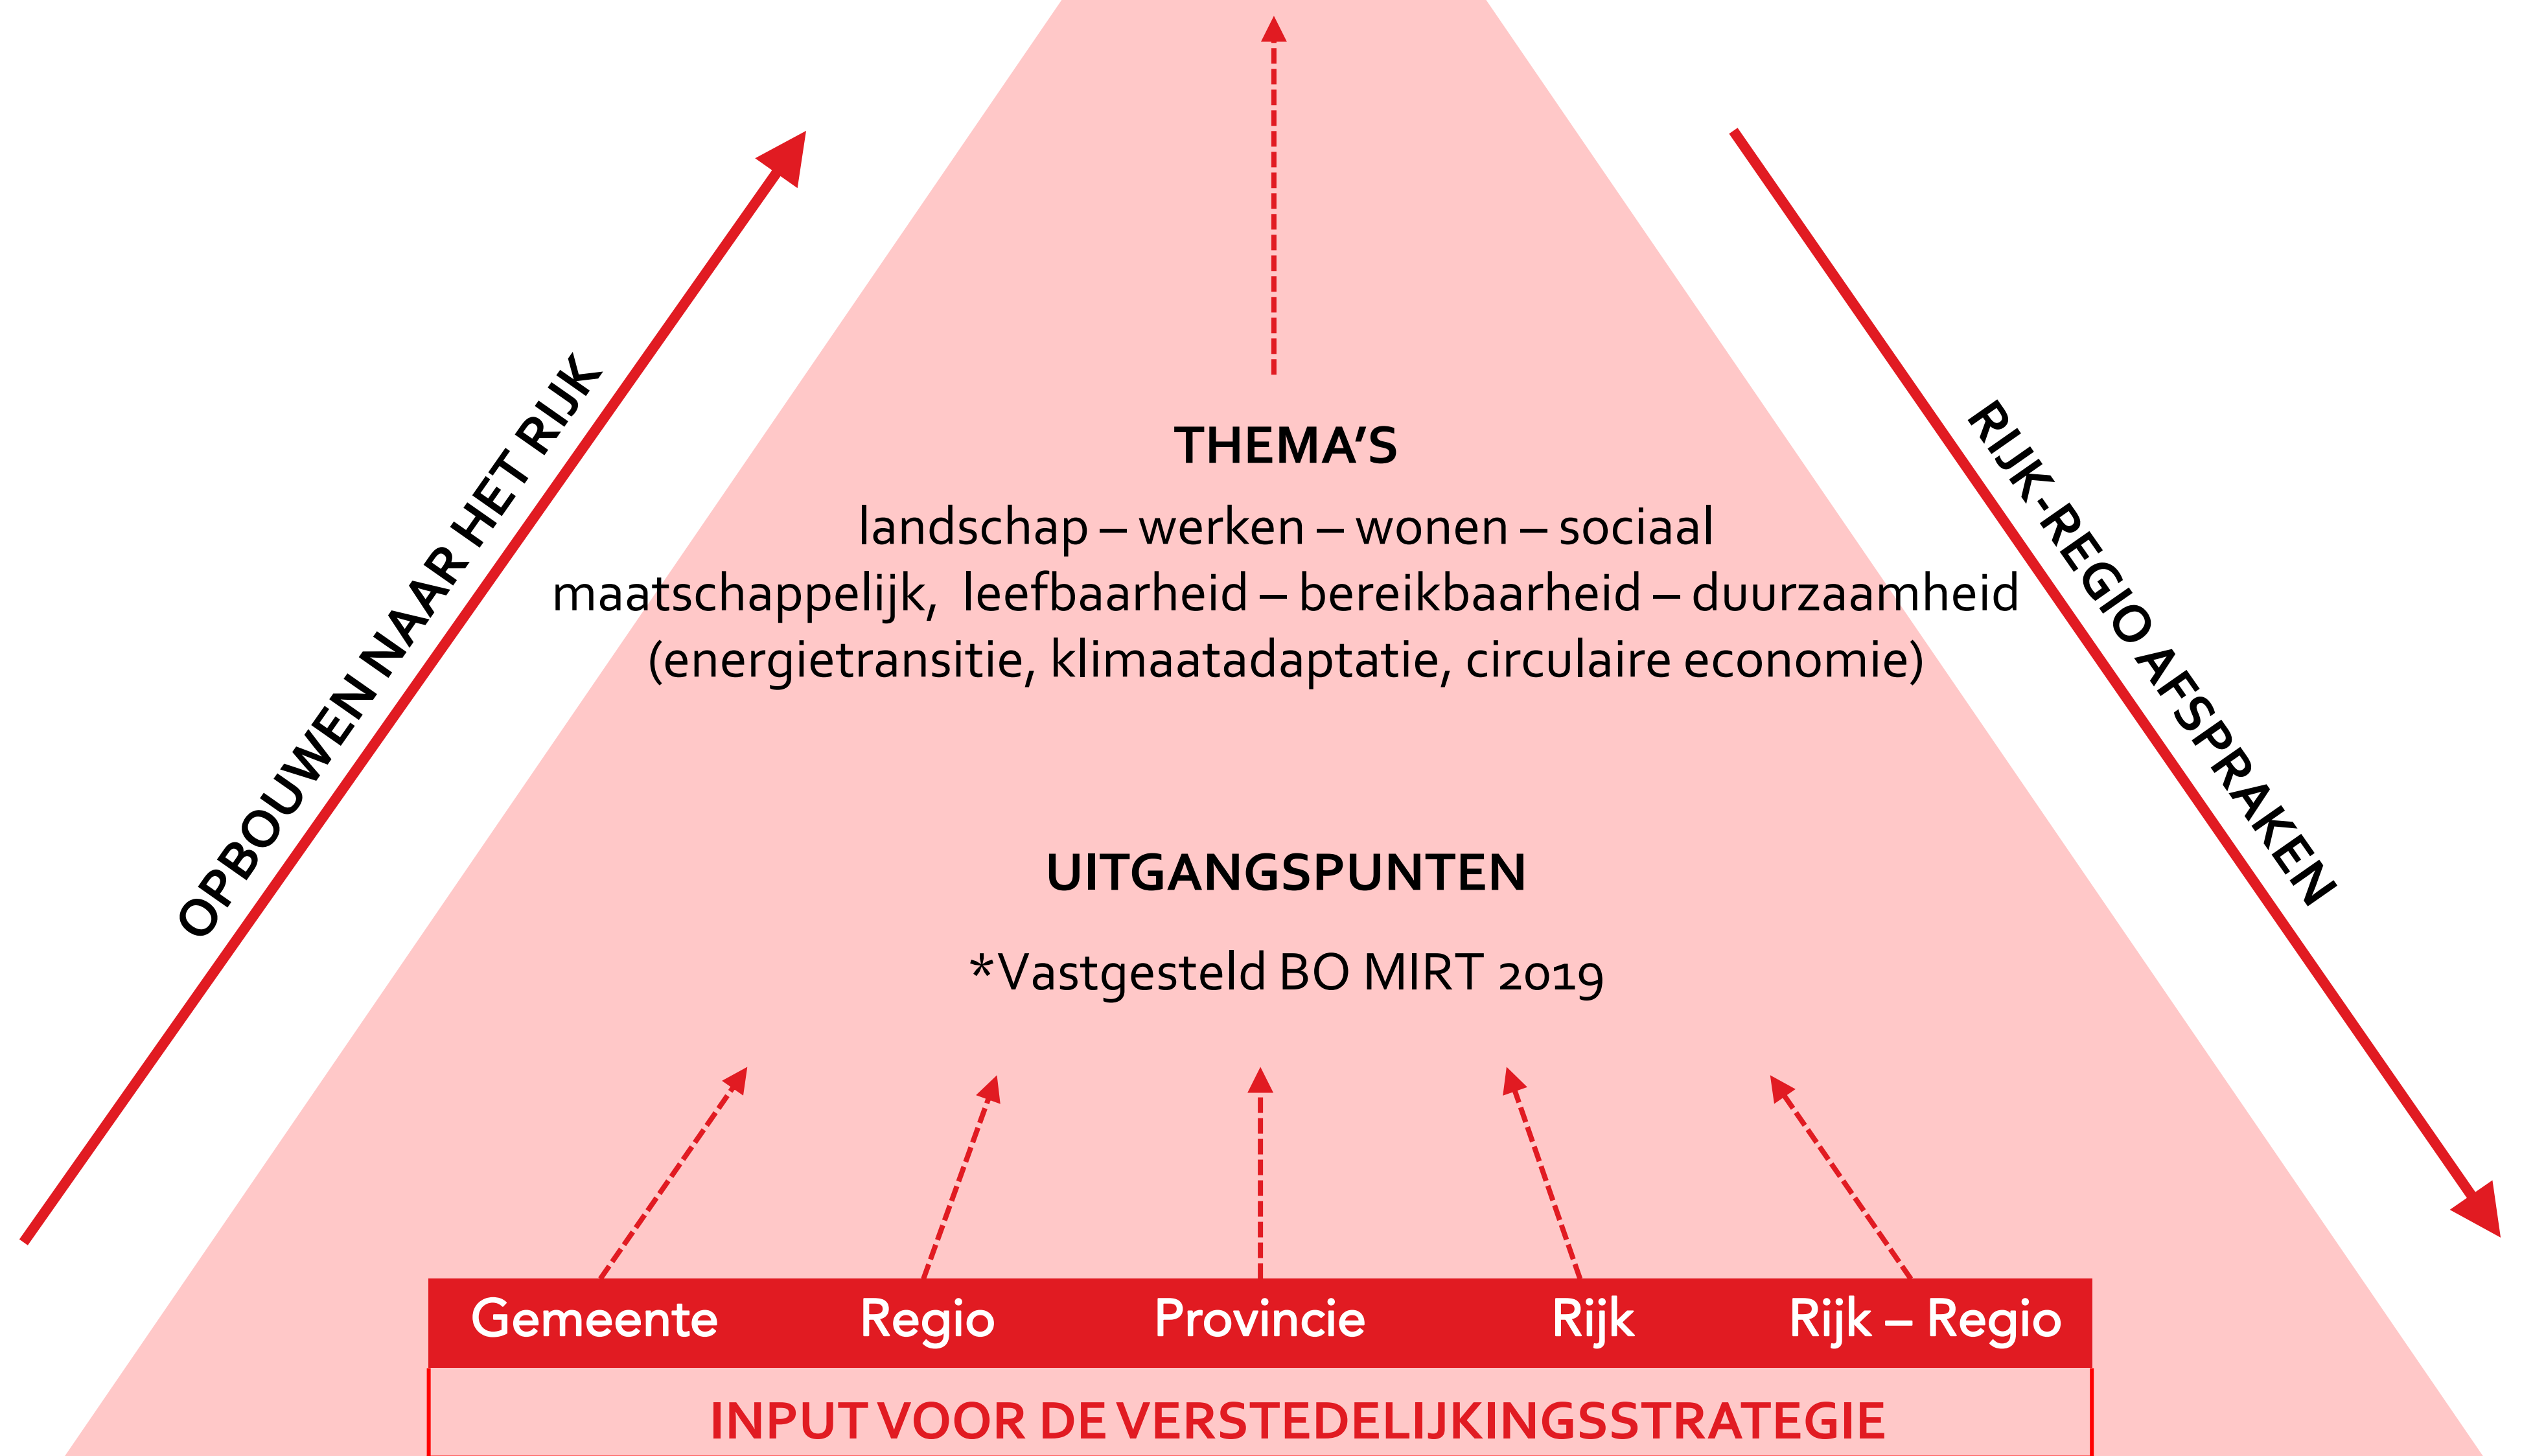 OPBOUWEN NAAR HET RIJK
RIJK-REGIO AFSPRAKEN
THEMA’S
landschap – werken – wonen – sociaal
maatschappelijk, leefbaarheid – bereikbaarheid – duurzaamheid
(energietransitie, klimaatadaptatie, circulaire economie)
UITGANGSPUNTEN
*Vastgesteld BO MIRT 2019
Gemeente Regio Provincie Rijk Rijk – Regio
INPUT VOOR DE VERSTEDELIJKINGSSTRATEGIE